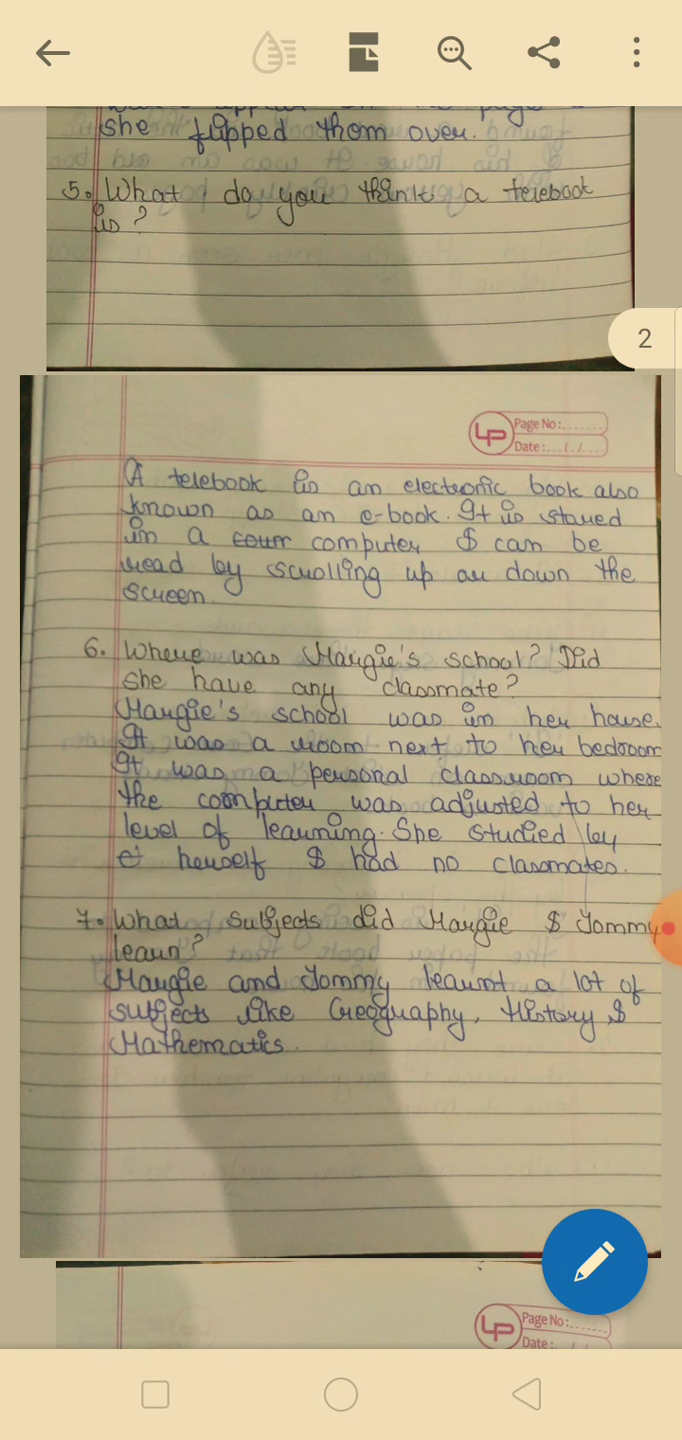 she flipped them over.
5. What do you think a telebook
is?
2
LP Page No:.......
Date:.../../....
A telebook is an electronic book also
known as an e-book. It is stored
in a computer $ can be
read by scrolling up or down the
screen.
6. Where was Margie's school? Did
she have any classmate?
Margie's school was in her house.
It was a room next to her bedroom
It was a personal classroom where
the computer was adjusted to her
level of learning. She studied by
herself $ had no classmates.
7. What subjects did Margie $ Tommy
learn?
Margie and Tommy learnt a lot of
subjects like Geography, History $
Mathematics.
LP Page No:.......
Date: